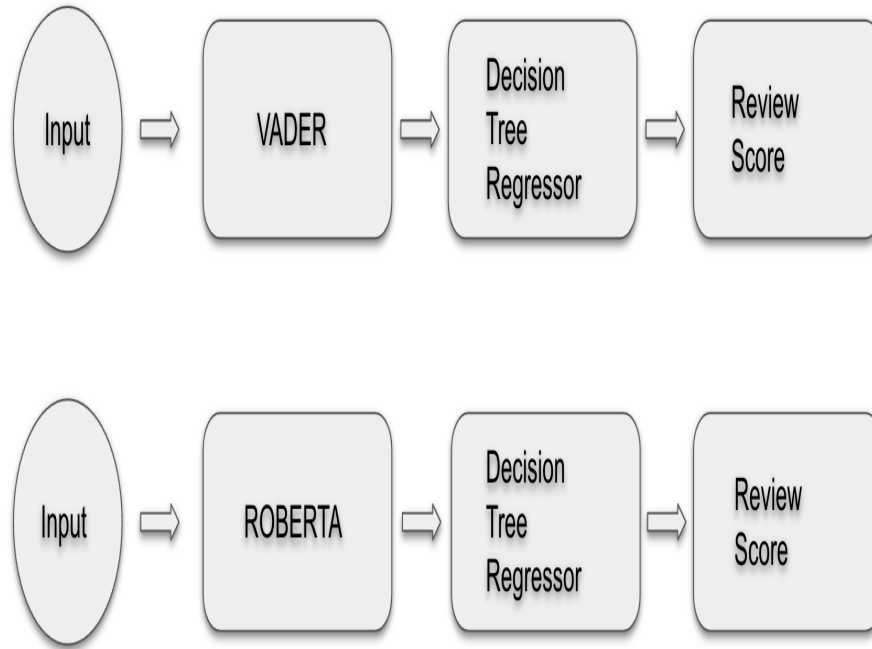 Input
VADER
Decision
Tree
Regressor
Review
Score
Input
ROBERTA
Decision
Tree
Regressor
Review
Score